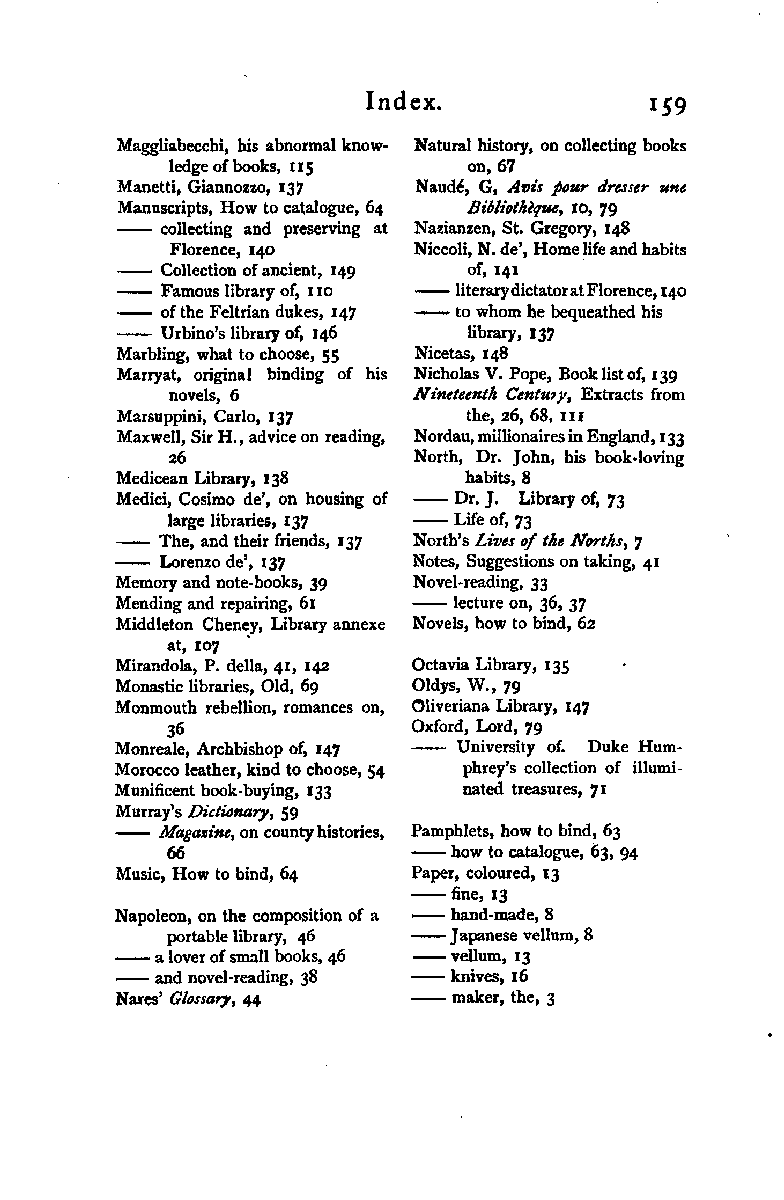 Index.
159
Maggliabecchi, his abnormal know-
ledge of books, 115
Manetti, Giannozzo, 137
Manuscripts, How to catalogue, 64
—— collecting and preserving at
Florence, 140
—— Collection of ancient, 149
—— Famous library of, 110
—— of the Feltrian dukes, 147
—— Urbino's library of, 146
Marbling, what to choose, 55
Marryat, original binding of his
novels, 6
Marsuppini, Carlo, 137
Maxwell, Sir H., advice on reading,
26
Medicean Library, 138
Medici, Cosimo de', on housing of
large libraries, 137
—— The, and their friends, 137
—— Lorenzo de', 137
Memory and note-books, 39
Mending and repairing, 61
Middleton Cheney, Library annexe
at, 107
Mirandola, P. della, 41, 142
Monastic libraries, Old, 69
Monmouth rebellion, romances on,
36
Monreale, Archbishop of, 147
Morocco leather, kind to choose, 54
Munificent book-buying, 133
Murray's Dictionary, 59
—— Magazine, on county histories,
66
Music, How to bind, 64
Napoleon, on the composition of a
portable library, 46
—— a lover of small books, 46
—— and novel-reading, 38
Nares' Glossary, 44
Natural history, on collecting books
on, 67
Naudé, G, Avis pour dresser une
Bibliothèque, 10, 79
Nazianzen, St. Gregory, 148
Niccoli, N. de', Home life and habits
of, 141
—— literary dictator at Florence, 140
—— to whom he bequeathed his
library, 137
Nicetas, 148
Nicholas V. Pope, Book list of, 139
Nineteenth Century, Extracts from
the, 26, 68, 111
Nordau, millionaires in England, 133
North, Dr. John, his book-loving
habits, 8
—— Dr. J. Library of, 73
—— Life of, 73
North's Lives of the Norths, 7
Notes, Suggestions on taking, 41
Novel-reading, 33
—— lecture on, 36, 37
Novels, how to bind, 62
Octavia Library, 135
Oldys, W., 79
Oliveriana Library, 147
Oxford, Lord, 79
—— University of. Duke Hum-
phrey's collection of illumi-
nated treasures, 71
Pamphlets, how to bind, 63
—— how to catalogue, 63, 94
Paper, coloured, 13
—— fine, 13
—— hand-made, 8
—— Japanese vellum, 8
—— vellum, 13
—— knives, 16
—— maker, the, 3